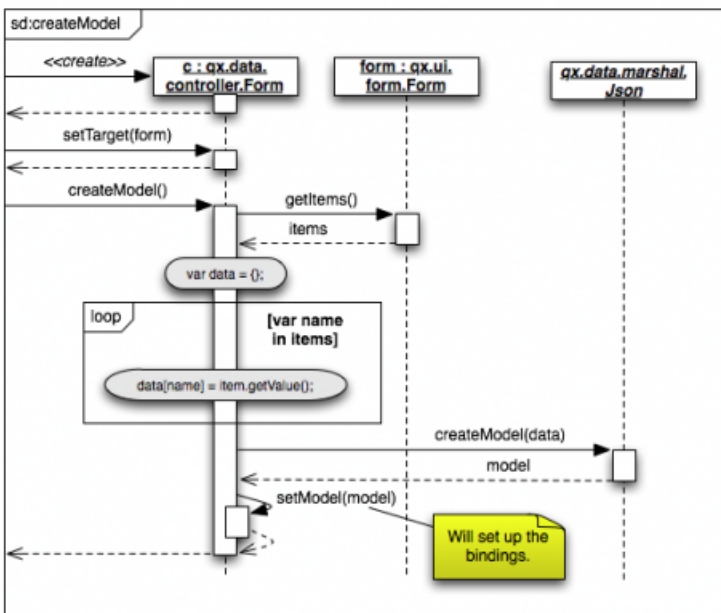 sd:createModel
<<create>>
c : qx.data.
controller.Form
form : qx.ui.
form.Form
qx.data.marshal.
Json
setTarget(form)
createModel()
getItems()
items
var data = {};
loop
[var name
in items]
data[name] = item.getValue();
createModel(data)
model
setModel(model)
Will set up the
bindings.